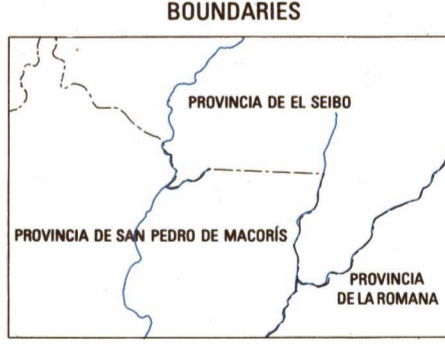 BOUNDARIES
PROVINCIA DE EL SEIBO
PROVINCIA DE SAN PEDRO DE MACORÍS
PROVINCIA
DE LA ROMANA